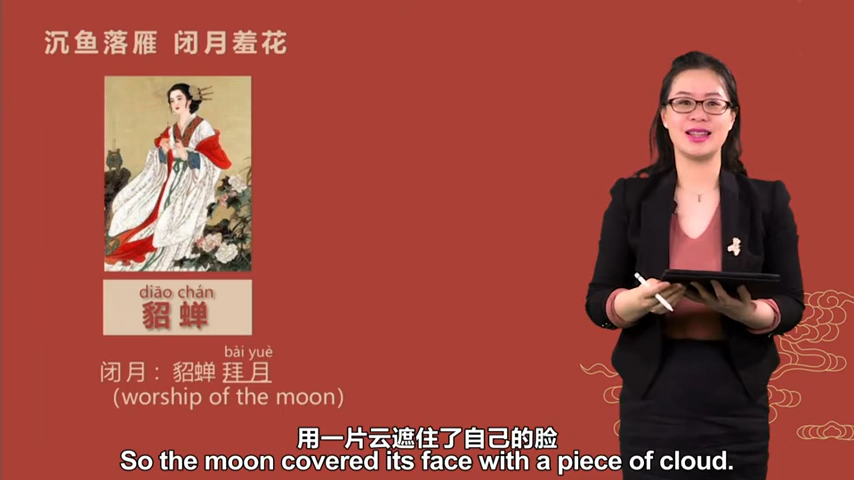 沉鱼落雁 闭月羞花
diāo chán
貂蝉
bài yuè
闭月：貂蝉拜月
（worship of the moon）
用一片云遮住了自己的脸
So the moon covered its face with a piece of cloud.